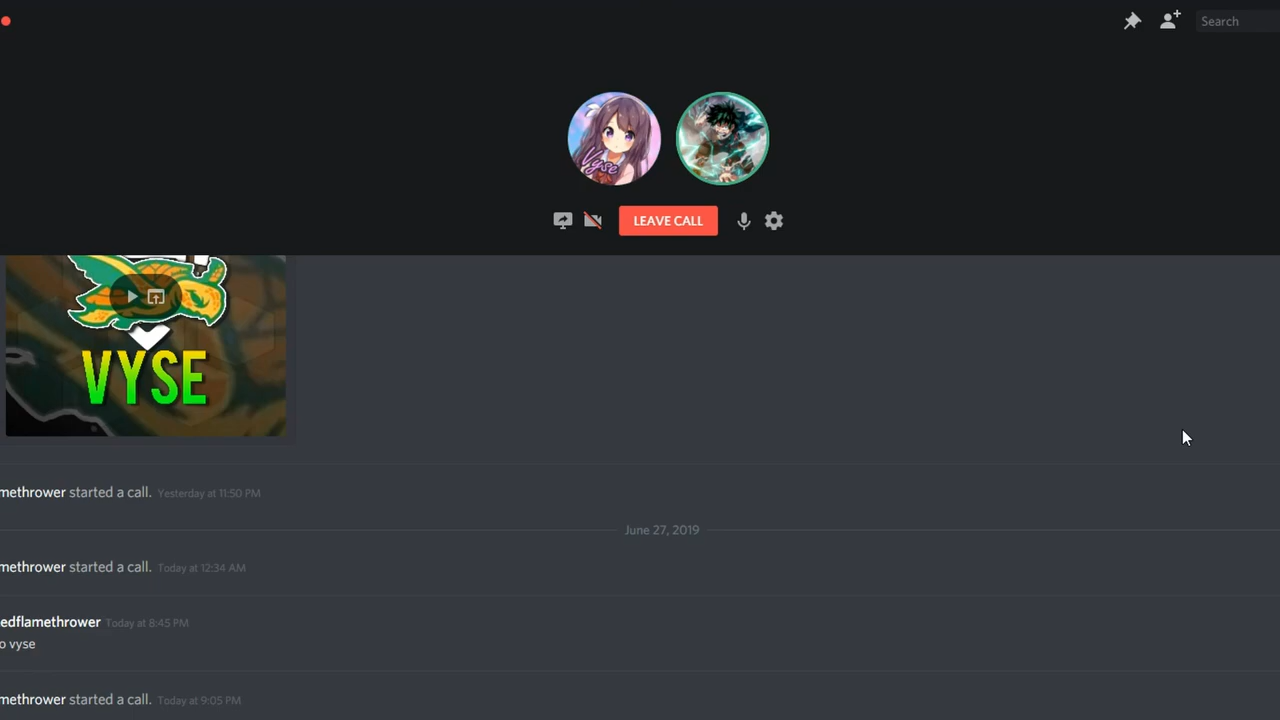 Search
Vyse
LEAVE CALL
VYSE
methrower started a call. Yesterday at 11:50 PM
June 27, 2019
methrower started a call. Today at 12:34 AM
edflamethrower Today at 8:45 PM
o vyse
methrower started a call. Today at 9:05 PM